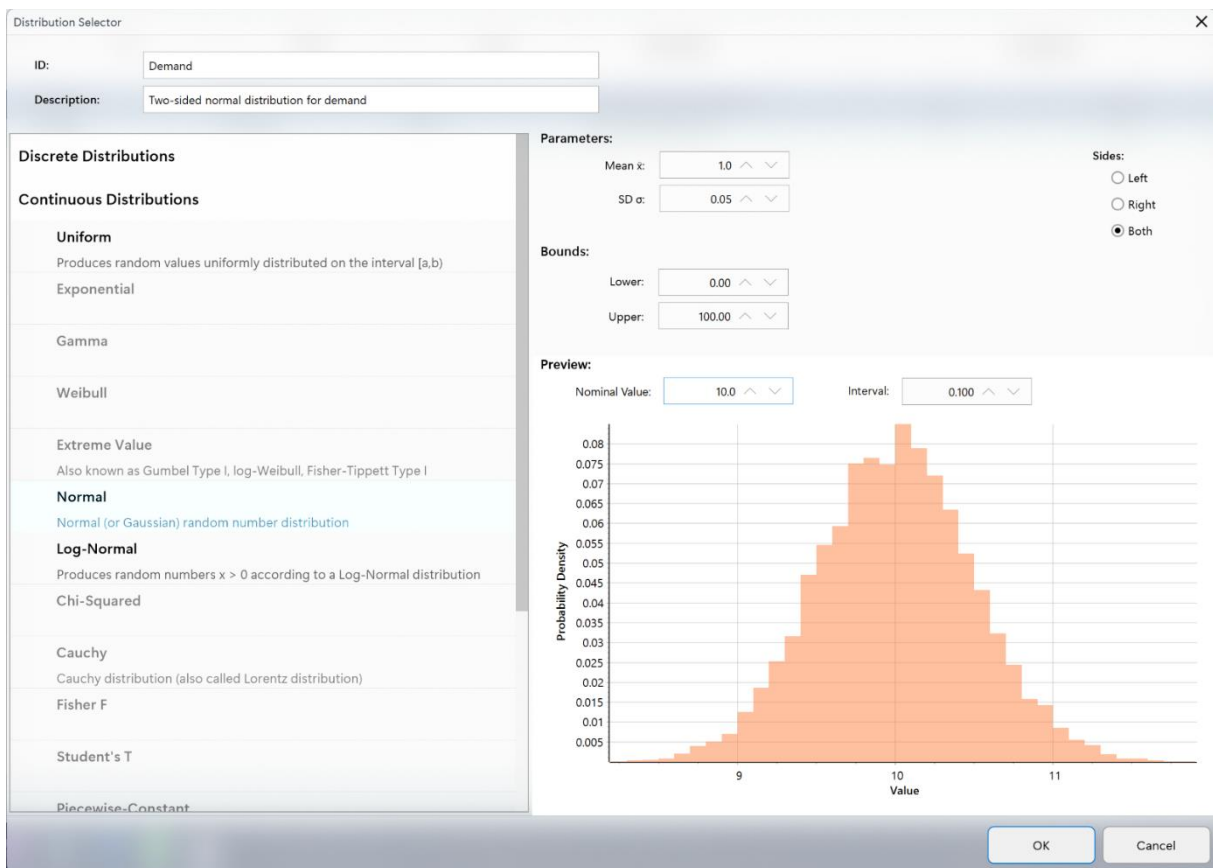 Distribution Selector
ID:
Demand
Description:
Two-sided normal distribution for demand
Discrete Distributions
Continuous Distributions
Uniform
Produces random values uniformly distributed on the interval [a,b)
Exponential
Gamma
Weibull
Extreme Value
Also known as Gumbel Type I, log-Weibull, Fisher-Tippett Type I
Normal
Normal (or Gaussian) random number distribution
Log-Normal
Produces random numbers x > 0 according to a Log-Normal distribution
Chi-Squared
Cauchy
Cauchy distribution (also called Lorentz distribution)
Fisher F
Student's T
Piecewise-Constant
Parameters:
Mean x̄: 1.0
SD σ: 0.05
Sides:
Left
Right
Both
Bounds:
Lower: 0.00
Upper: 100.00
Preview:
Nominal Value: 10.0 Interval: 0.100
0.08
0.075
0.07
0.065
0.06
0.055
0.05
0.045
0.04
0.035
0.03
0.025
0.02
0.015
0.01
0.005
Probability Density
9 10 11
Value
OK Cancel